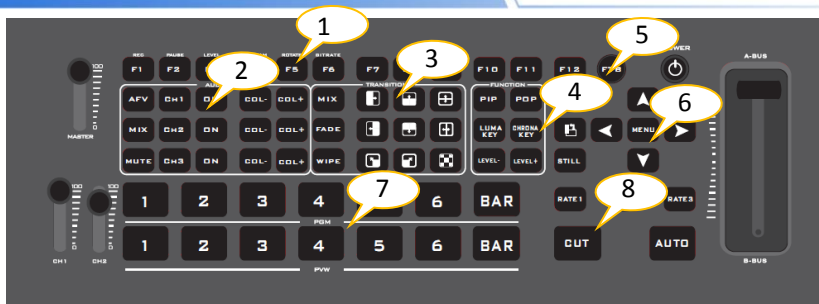 1
5
REC PAUSE LEVEL ROTATE BITRATE
F1 F2 F5 F6 F7 F10 F11 F12
POWER
A-BUS
2
3
4
6
TRANSITION FUNCTION
100
0
MASTER
AFV CH1 COL- COL+ MIX PIP POP
MIX CH2 ON COL- COL+ FADE LUMA KEY CHROMA KEY MENU
MUTE CH3 ON COL- COL+ WIPE LEVEL- LEVEL+ STILL
7
8
1 2 3 4 6 BAR RATE1 RATE3
PGM
100 100
0 0
1 2 3 4 5 6 BAR CUT AUTO
CH1 CH2
PVW
B-BUS